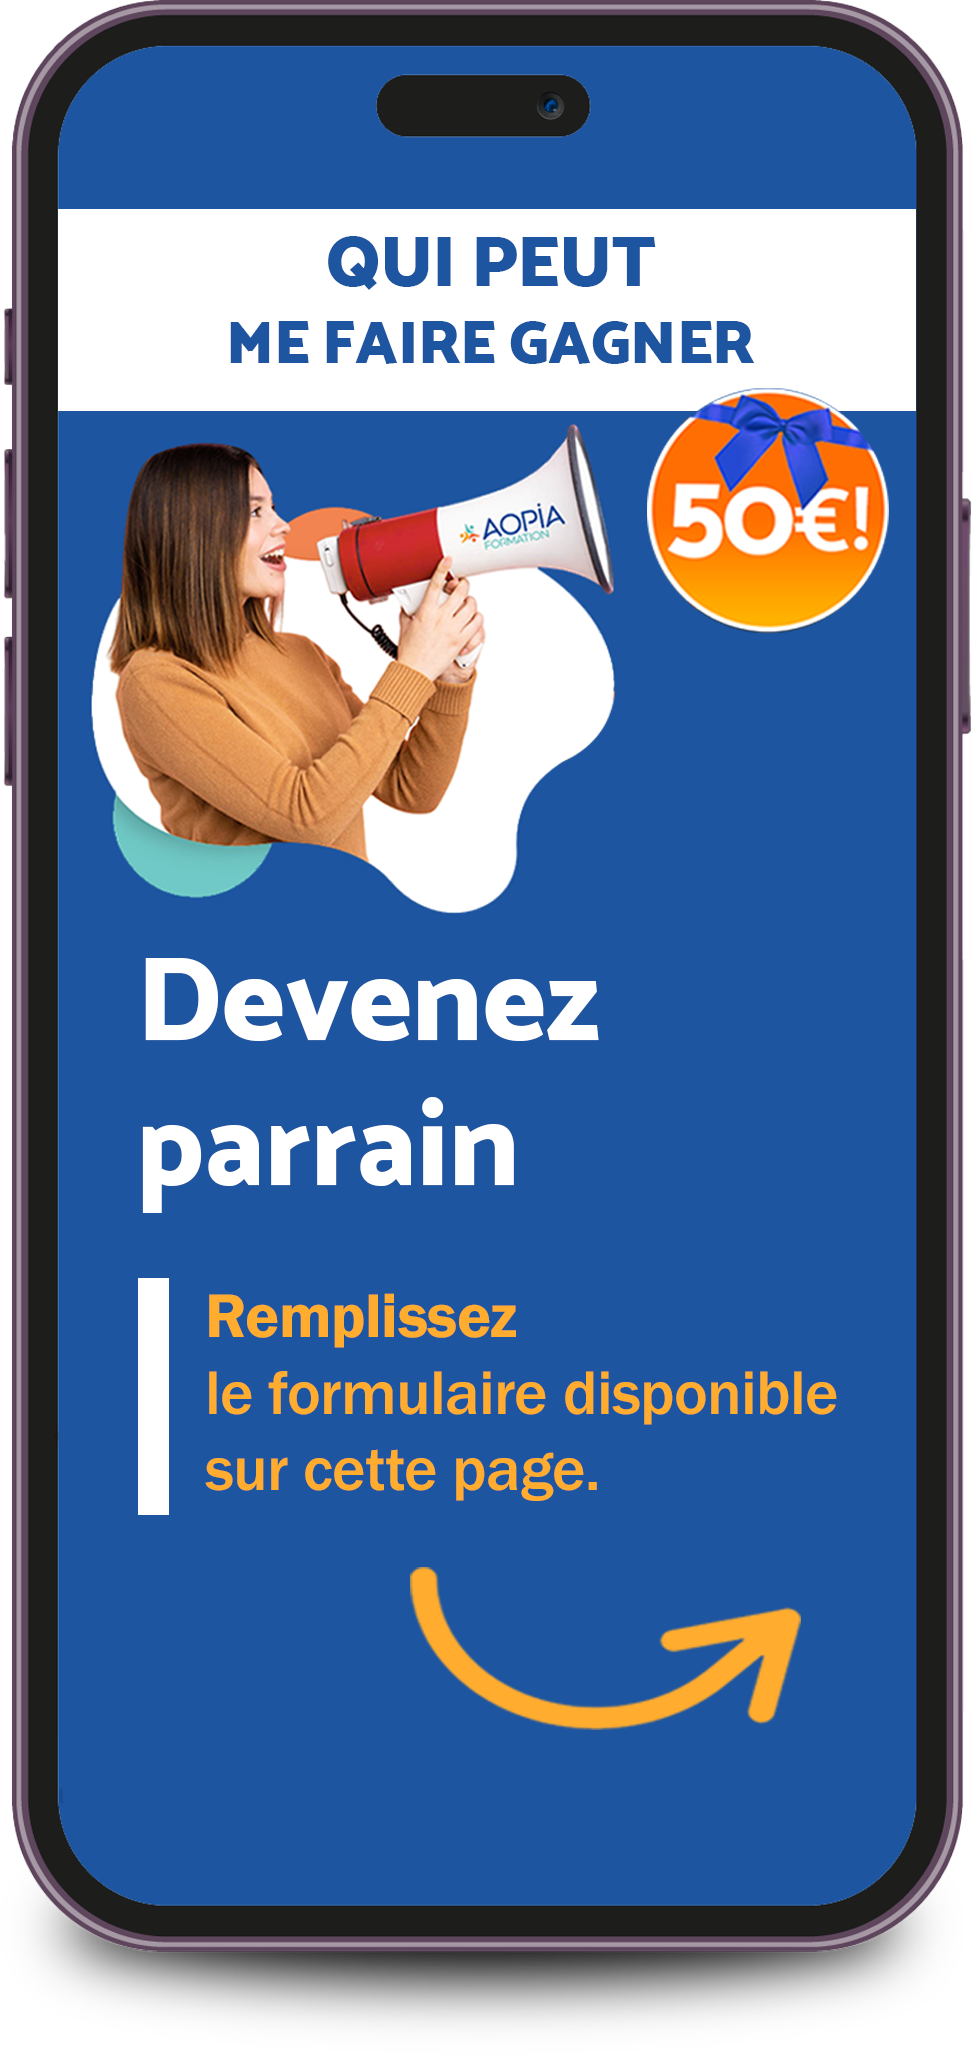 QUI PEUT
ME FAIRE GAGNER
50€!
AOPIA
FORMATION
Devenez
parrain
Remplissez
le formulaire disponible
sur cette page.